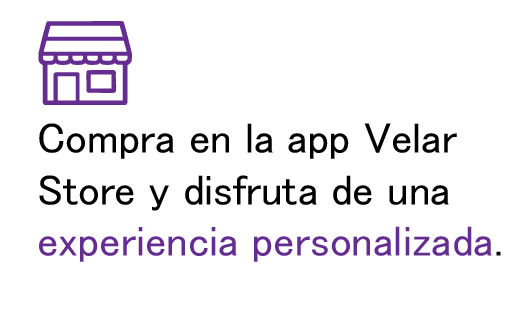 Compra en la app Velar
Store y disfruta de una
experiencia personalizada.